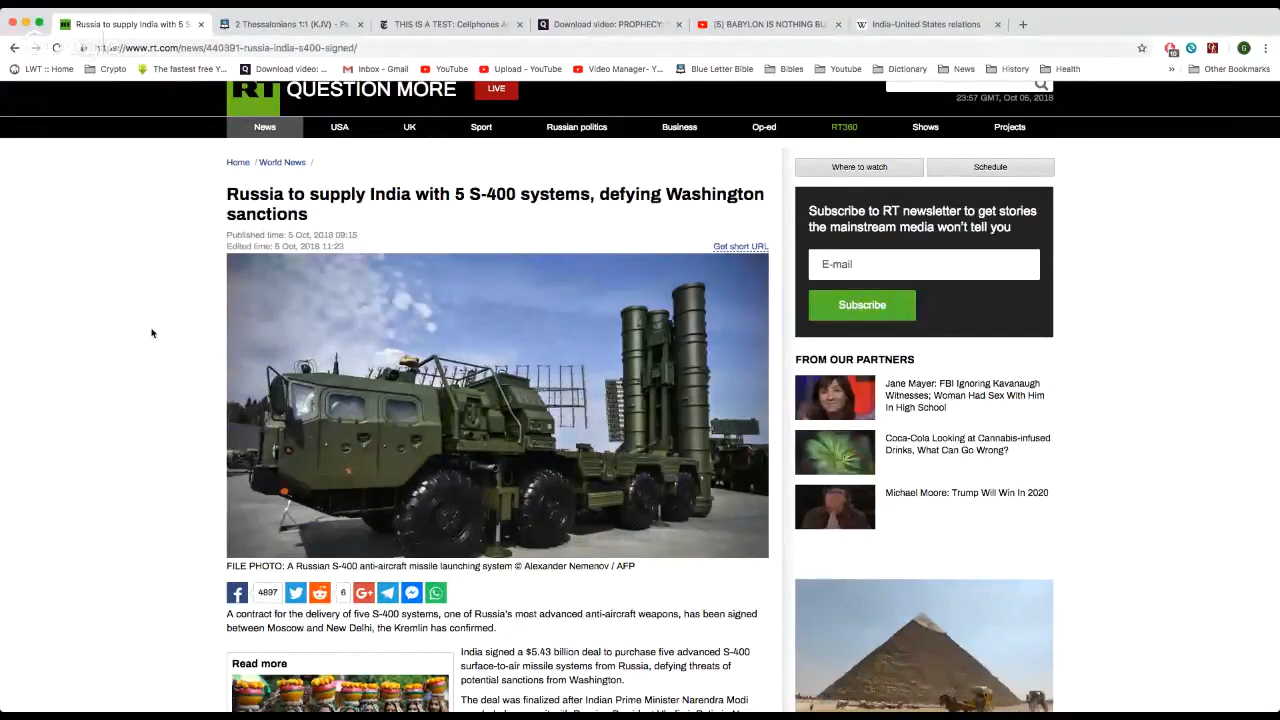 Russia to supply India with 5 S
2 Thessalonians 1:1 (KJV) - P
THIS IS A TEST: Cellphones A
Download video: PROPHECY:
(5) BABYLON IS NOTHING BU
India–United States relations
https://www.rt.com/news/440391-russia-india-s400-signed/
LWT :: Home
Crypto
The fastest free Y...
Download video: ...
Inbox - Gmail
YouTube
Upload - YouTube
Video Manager- Y...
Blue Letter Bible
Bibles
Youtube
Dictionary
News
History
Health
Other Bookmarks
RT QUESTION MORE
LIVE
23:57 GMT, Oct 05, 2018
News
USA
UK
Sport
Russian politics
Business
Op-ed
RT360
Shows
Projects
Home / World News /
Russia to supply India with 5 S-400 systems, defying Washington
sanctions
Published time: 5 Oct, 2018 09:15
Edited time: 5 Oct, 2018 11:23
Get short URL
FILE PHOTO: A Russian S-400 anti-aircraft missile launching system © Alexander Nemenov / AFP
4897
6
A contract for the delivery of five S-400 systems, one of Russia's most advanced anti-aircraft weapons, has been signed
between Moscow and New Delhi, the Kremlin has confirmed.
Read more
India signed a $5.43 billion deal to purchase five advanced S-400
surface-to-air missile systems from Russia, defying threats of
potential sanctions from Washington.
The deal was finalized after Indian Prime Minister Narendra Modi
Where to watch
Schedule
Subscribe to RT newsletter to get stories
the mainstream media won't tell you
E-mail
Subscribe
FROM OUR PARTNERS
Jane Mayer: FBI Ignoring Kavanaugh
Witnesses; Woman Had Sex With Him
In High School
Coca-Cola Looking at Cannabis-infused
Drinks, What Can Go Wrong?
Michael Moore: Trump Will Win In 2020